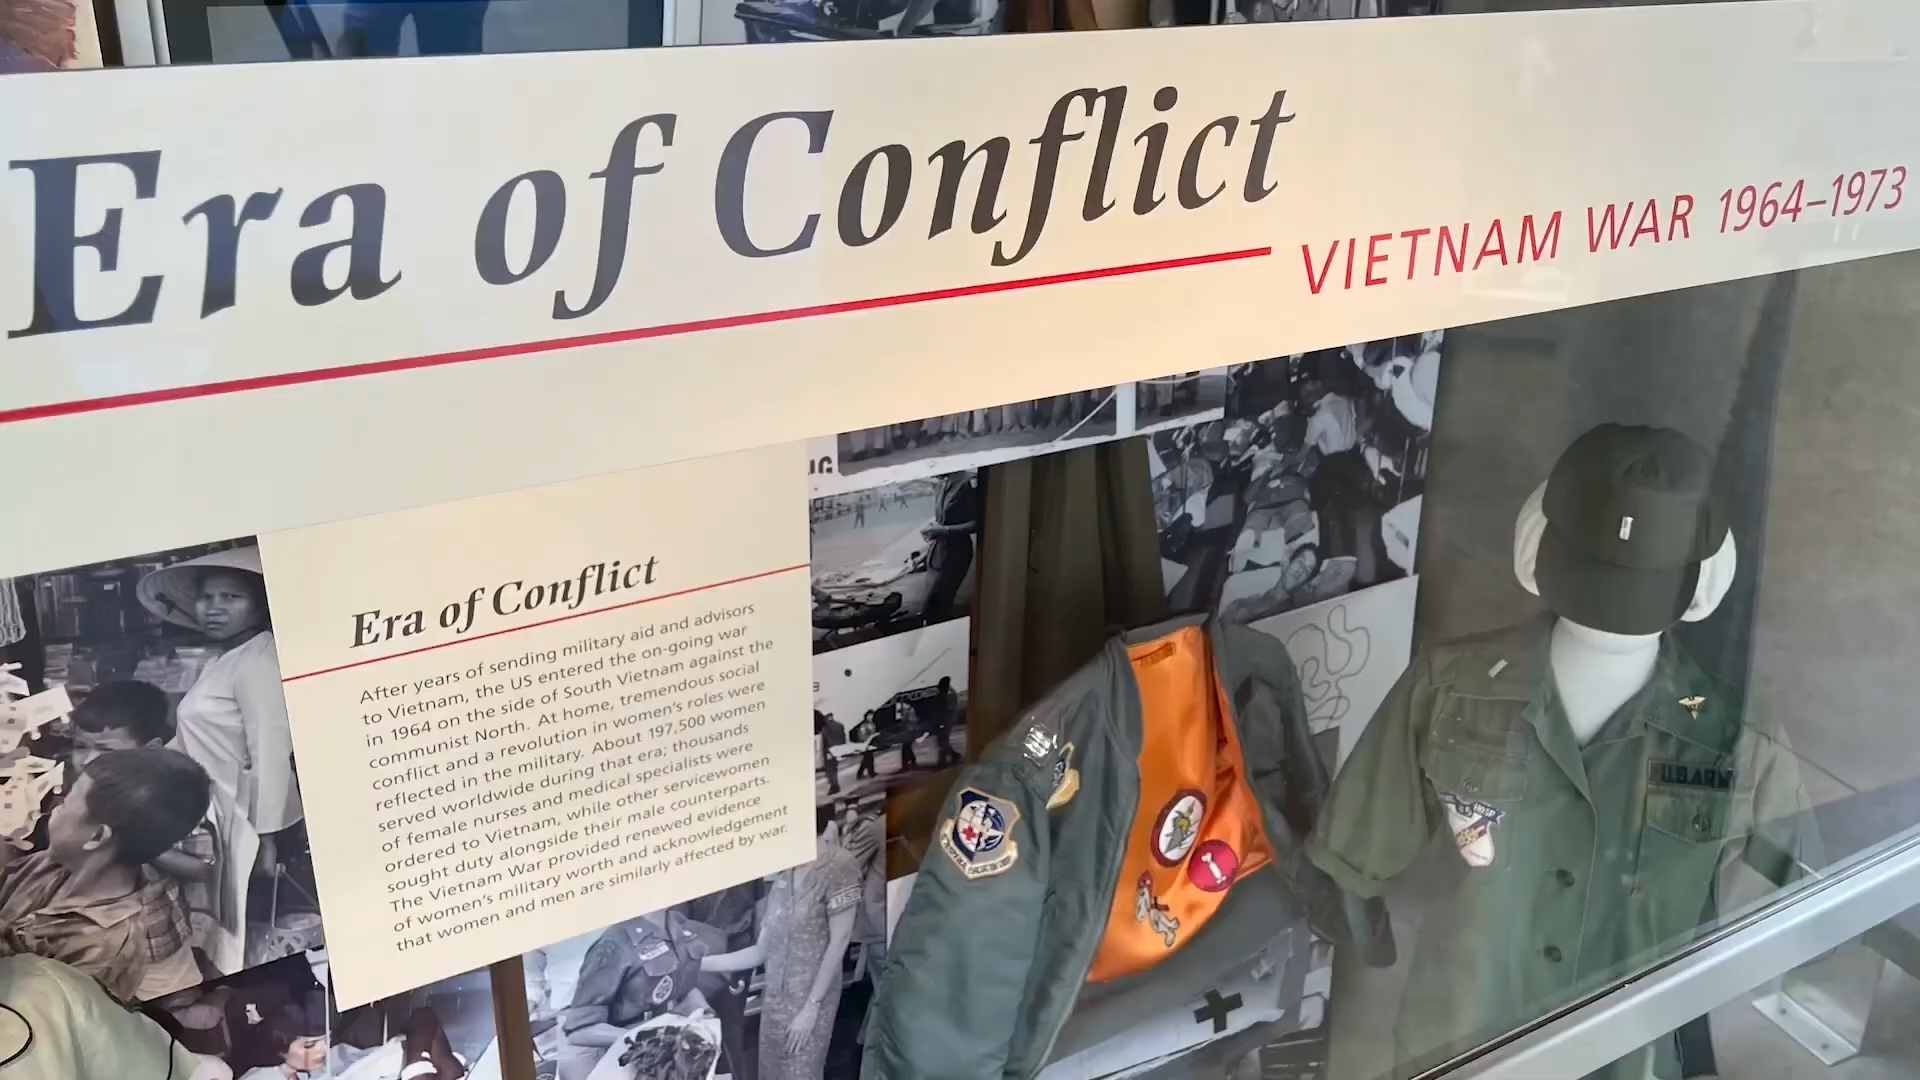 Era of Conflict
VIETNAM WAR 1964–1973
Era of Conflict
After years of sending military aid and advisors
to Vietnam, the US entered the on-going war
in 1964 on the side of South Vietnam against the
communist North. At home, tremendous social
conflict and a revolution in women's roles were
reflected in the military. About 197,500 women
served worldwide during that era; thousands
of female nurses and medical specialists were
ordered to Vietnam, while other servicewomen
sought duty alongside their male counterparts.
The Vietnam War provided renewed evidence
of women's military worth and acknowledgement
that women and men are similarly affected by war.
U.S. ARMY
HOSP